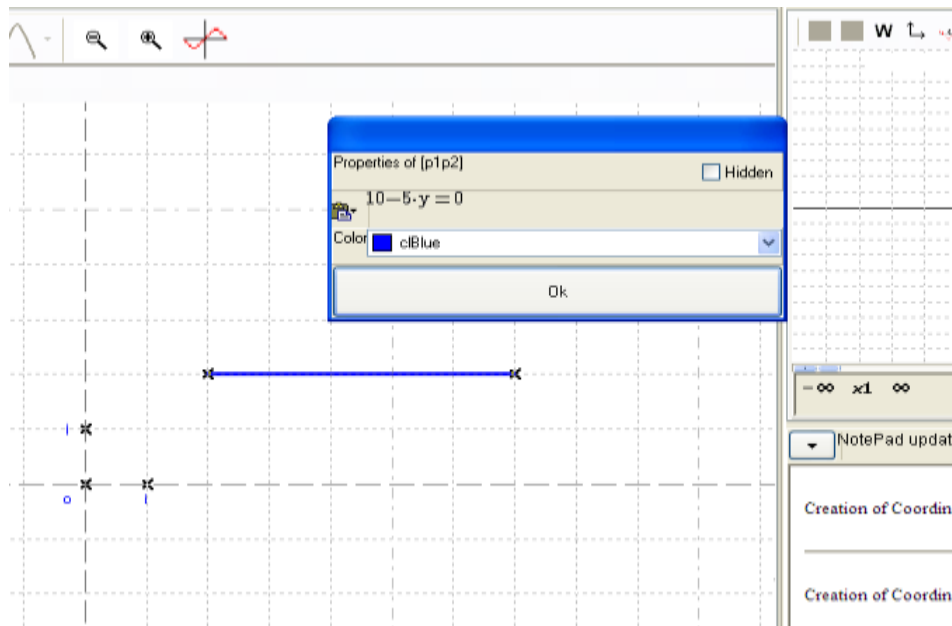 W
Properties of [p1p2]
Hidden
10−5·y = 0
Color
clBlue
Ok
I
o
I
−∞ x1 ∞
NotePad updat
Creation of Coordin
Creation of Coordin